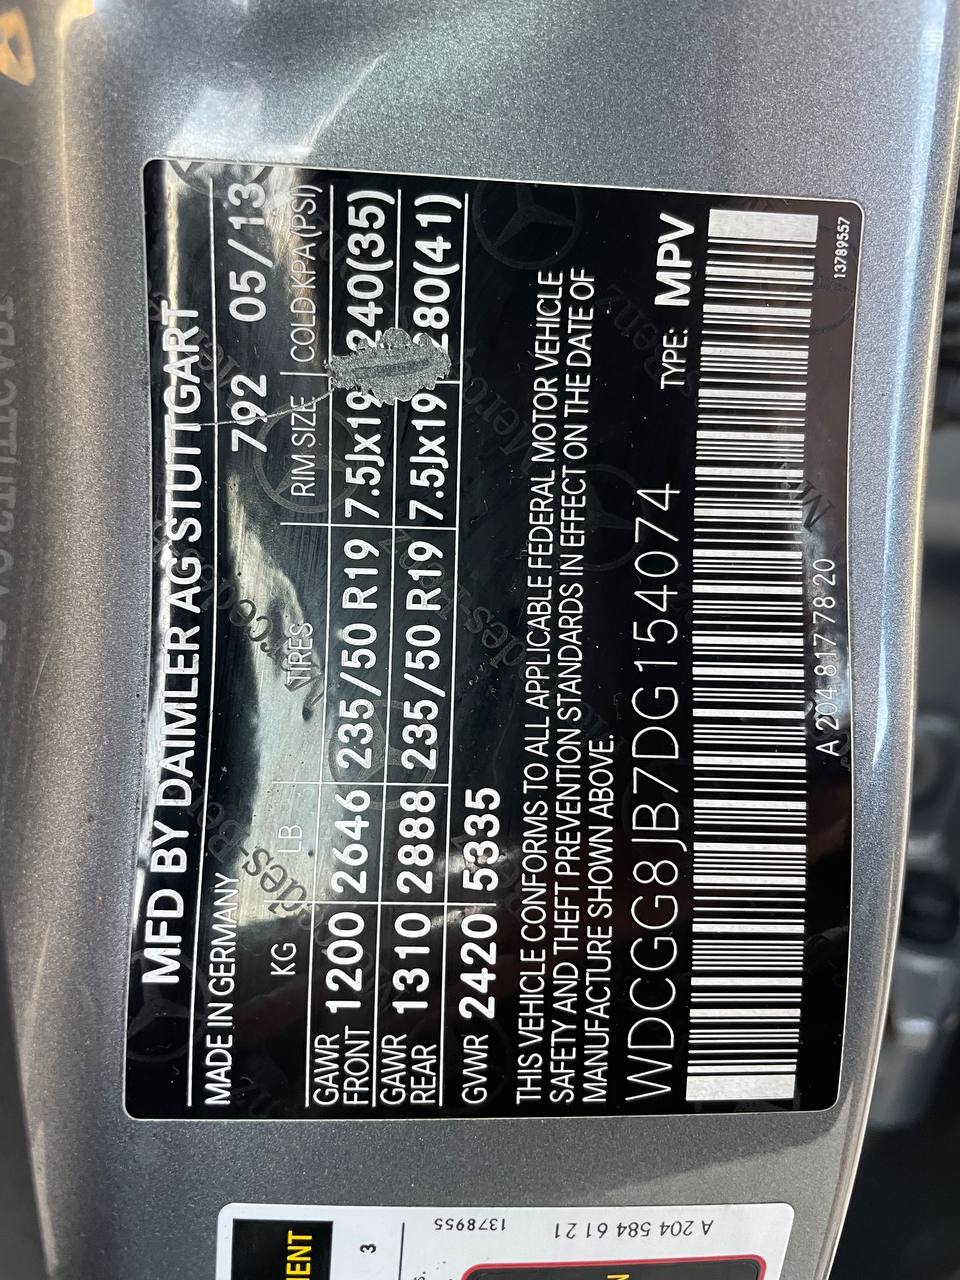 MFD BY DAIMLER AG STUTTGART
MADE IN GERMANY 792 05/13
KG LB TIRES RIM SIZE COLD KPA (PSI)
GAWR FRONT 1200 2646 235/50 R19 7.5Jx19 240(35)
GAWR REAR 1310 2888 235/50 R19 7.5Jx19 280(41)
GVWR 2420 5335
THIS VEHICLE CONFORMS TO ALL APPLICABLE FEDERAL MOTOR VEHICLE
SAFETY AND THEFT PREVENTION STANDARDS IN EFFECT ON THE DATE OF
MANUFACTURE SHOWN ABOVE.
WDCGG8JB7DG154074 TYPE: MPV
A 204 817 78 20 13789557
A 204 584 61 21
1378955
3